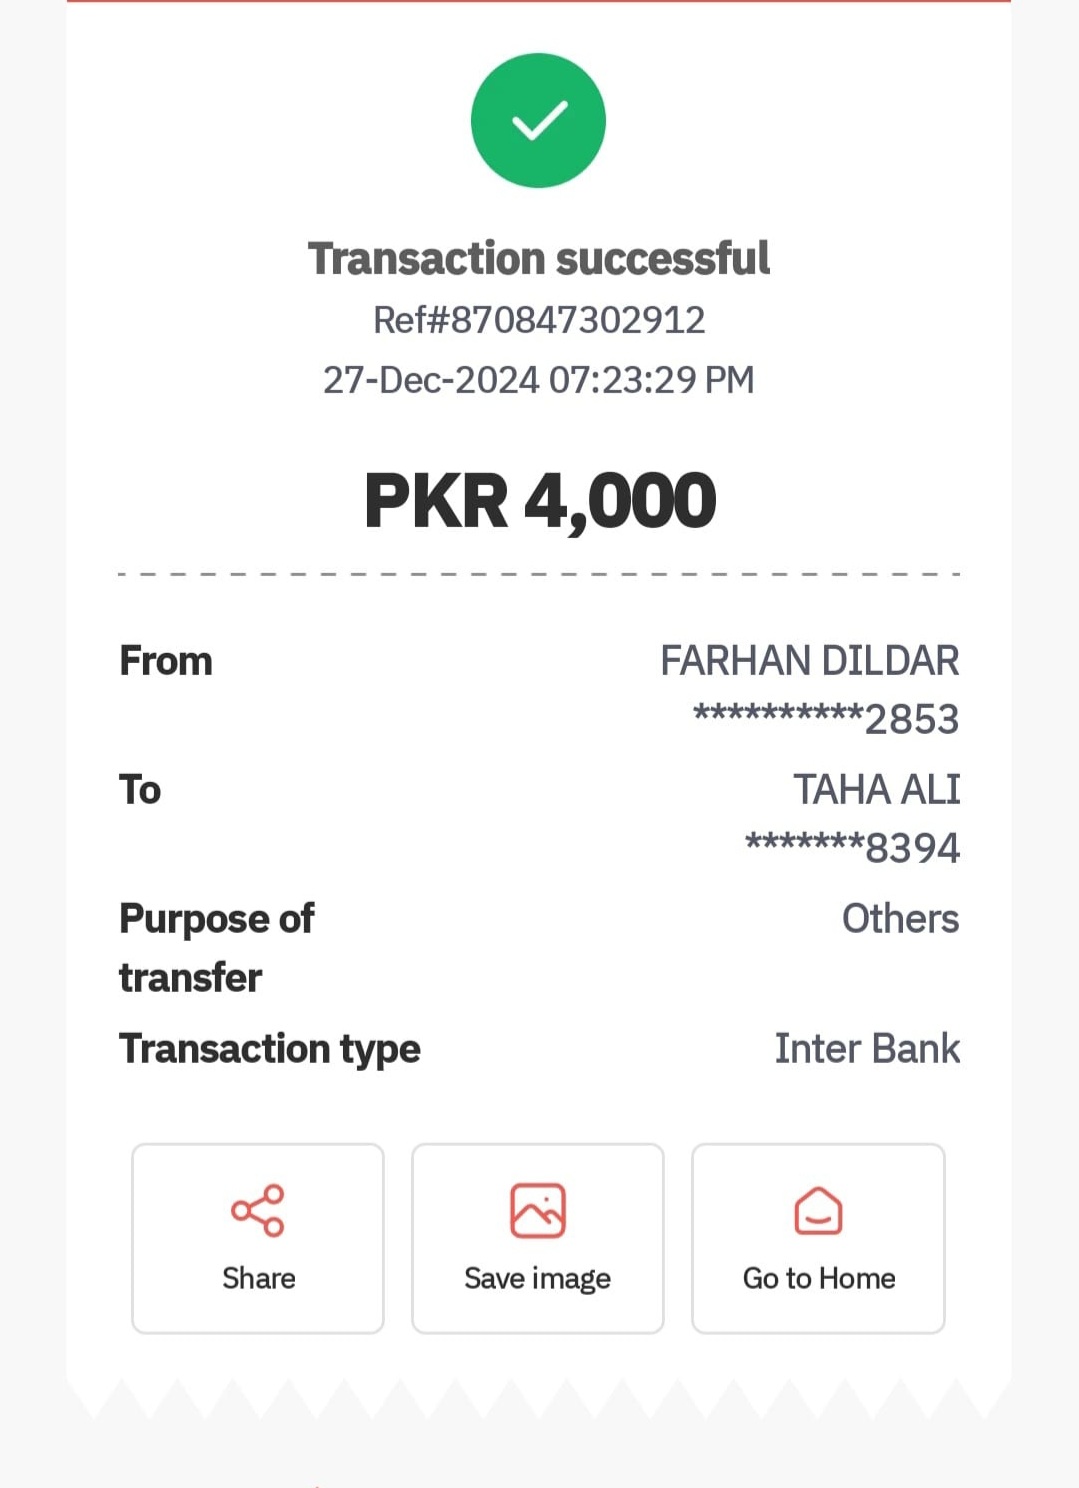 Transaction successful
Ref#870847302912
27-Dec-2024 07:23:29 PM
PKR 4,000
From
FARHAN DILDAR
**********2853
To
TAHA ALI
*******8394
Purpose of transfer
Others
Transaction type
Inter Bank
Share
Save image
Go to Home